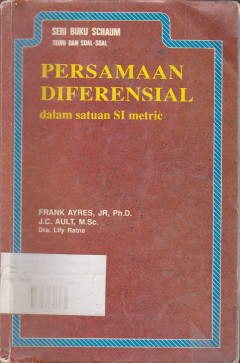 SERI BUKU SCHAUM
TEORI DAN SOAL-SOAL
PERSAMAAN
DIFERENSIAL
dalam satuan SI metric
FRANK AYRES, JR, Ph.D.
J.C. AULT, M.Sc.
Dra. Lily Ratna